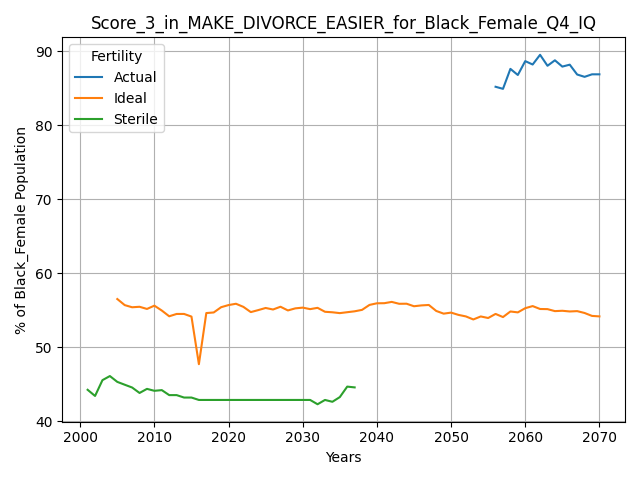 Score_3_in_MAKE_DIVORCE_EASIER_for_Black_Female_Q4_IQ
Fertility
Actual
Ideal
Sterile
% of Black_Female Population
90
80
70
60
50
40
2000 2010 2020 2030 2040 2050 2060 2070
Years